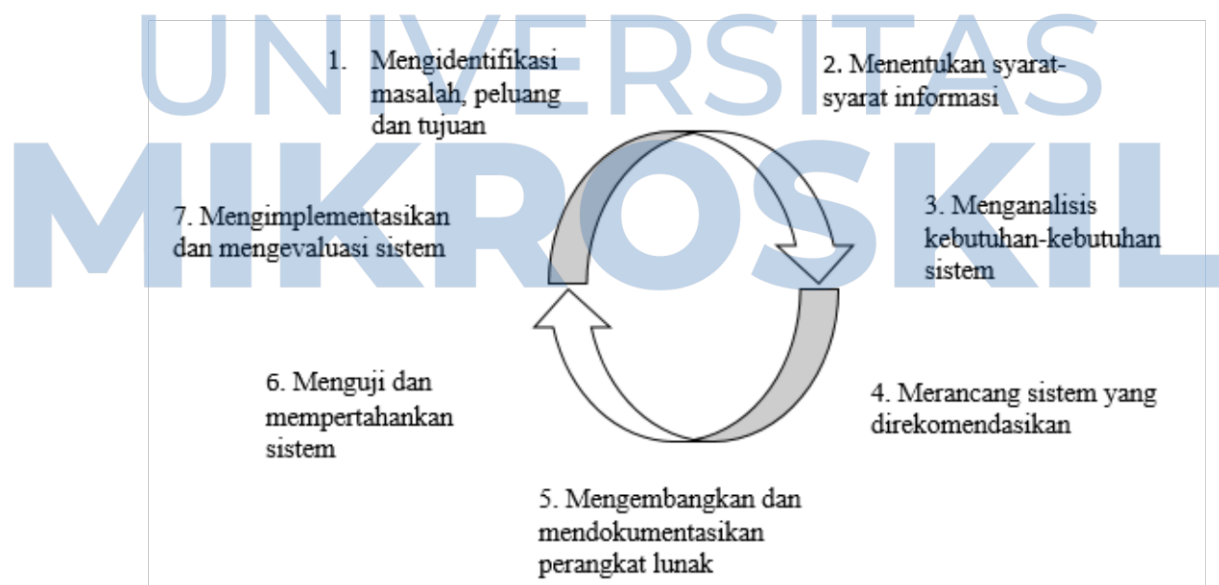 UNIVERSITAS
MIKROSKIL
1. Mengidentifikasi
masalah, peluang
dan tujuan
2. Menentukan syarat-
syarat informasi
3. Menganalisis
kebutuhan-kebutuhan
sistem
4. Merancang sistem yang
direkomendasikan
5. Mengembangkan dan
mendokumentasikan
perangkat lunak
6. Menguji dan
mempertahankan
sistem
7. Mengimplementasikan
dan mengevaluasi sistem